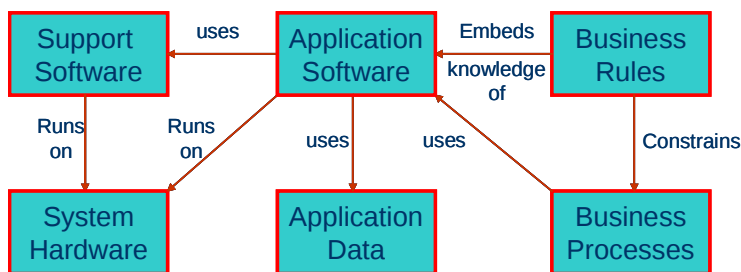 Support
Software
uses
Application
Software
Embeds
knowledge
of
Business
Rules
Runs
on
Runs
on
uses
uses
Constrains
System
Hardware
Application
Data
Business
Processes